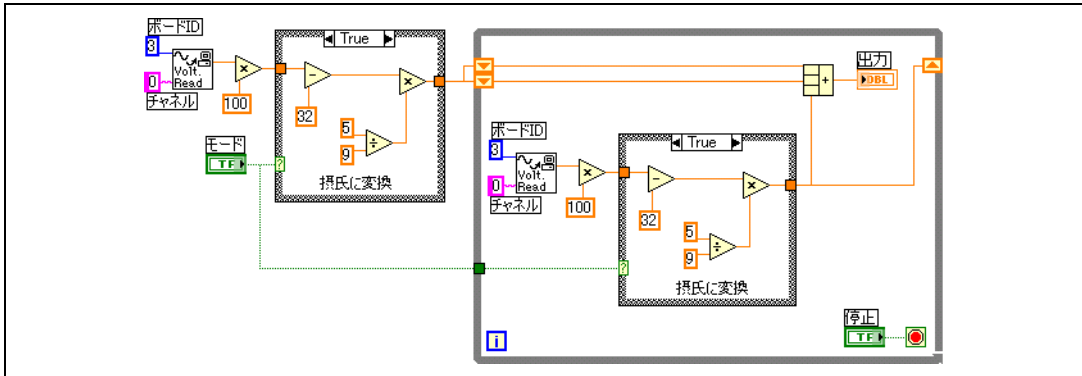 ボードID
3
Volt.
Read
0
チャネル
×
100
True
−
×
32
5
÷
9
摂氏に変換
モード
TF
?
ボードID
3
Volt.
Read
0
チャネル
×
100
True
−
×
32
5
÷
9
?
摂氏に変換
+
出力
DBL
停止
TF
i